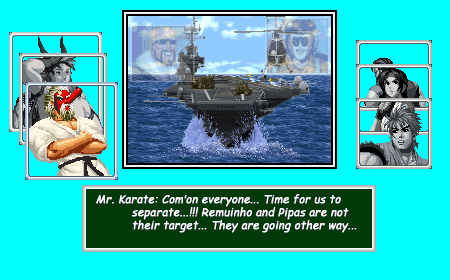 Mr. Karate: Com'on everyone... Time for us to
separate...!!! Remuinho and Pipas are not
their target... They are going other way...